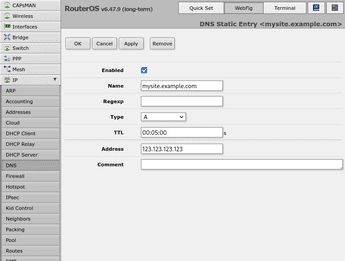 RouterOS v6.47.9 (long-term)
Quick Set
WebFig
Terminal
DNS Static Entry <mysite.example.com>
OK
Cancel
Apply
Remove
Enabled
Name
mysite.example.com
Regexp
Type
A
TTL
00:05:00
s
Address
123.123.123.123
Comment
CAPsMAN
Wireless
Interfaces
Bridge
Switch
PPP
Mesh
IP
ARP
Accounting
Addresses
Cloud
DHCP Client
DHCP Relay
DHCP Server
DNS
Firewall
Hotspot
IPsec
Kid Control
Neighbors
Packing
Pool
Routes